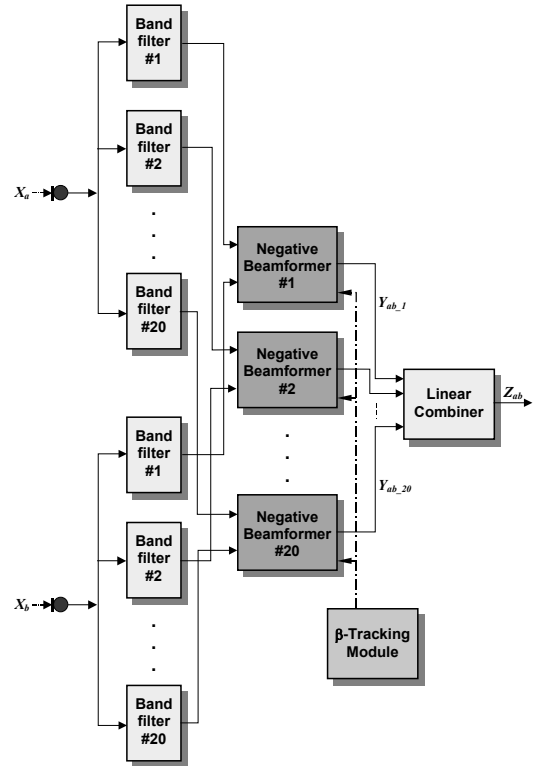 Band
filter
#1
Band
filter
#2
Xa
Band
filter
#20
Negative
Beamformer
#1
Yab_1
Negative
Beamformer
#2
Linear
Combiner
Zab
Band
filter
#1
Yab_20
Negative
Beamformer
#20
Band
filter
#2
Xb
β-Tracking
Module
Band
filter
#20